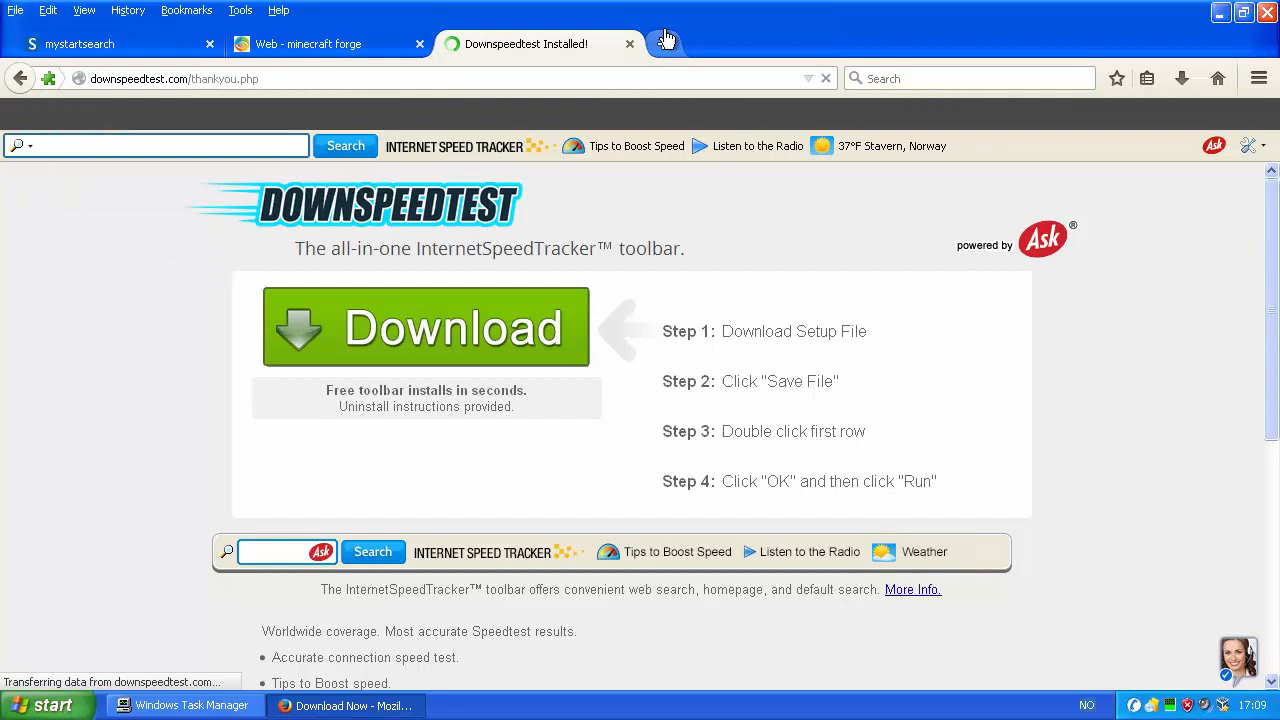 File Edit View History Bookmarks Tools Help
mystartsearch
Web - minecraft forge
Downspeedtest Installed!
downspeedtest.com/thankyou.php
Search
Search INTERNET SPEED TRACKER Tips to Boost Speed Listen to the Radio 37°F Stavern, Norway Ask
DOWNSPEEDTEST
The all-in-one InternetSpeedTracker™ toolbar.
powered by Ask®
Download
Free toolbar installs in seconds.
Uninstall instructions provided.
Step 1: Download Setup File
Step 2: Click "Save File"
Step 3: Double click first row
Step 4: Click "OK" and then click "Run"
Ask Search INTERNET SPEED TRACKER Tips to Boost Speed Listen to the Radio Weather
The InternetSpeedTracker™ toolbar offers convenient web search, homepage, and default search. More Info.
Worldwide coverage. Most accurate Speedtest results.
• Accurate connection speed test.
• Tips to Boost speed.
Transferring data from downspeedtest.com...
start Windows Task Manager Download Now - Mozil... NO 17:09